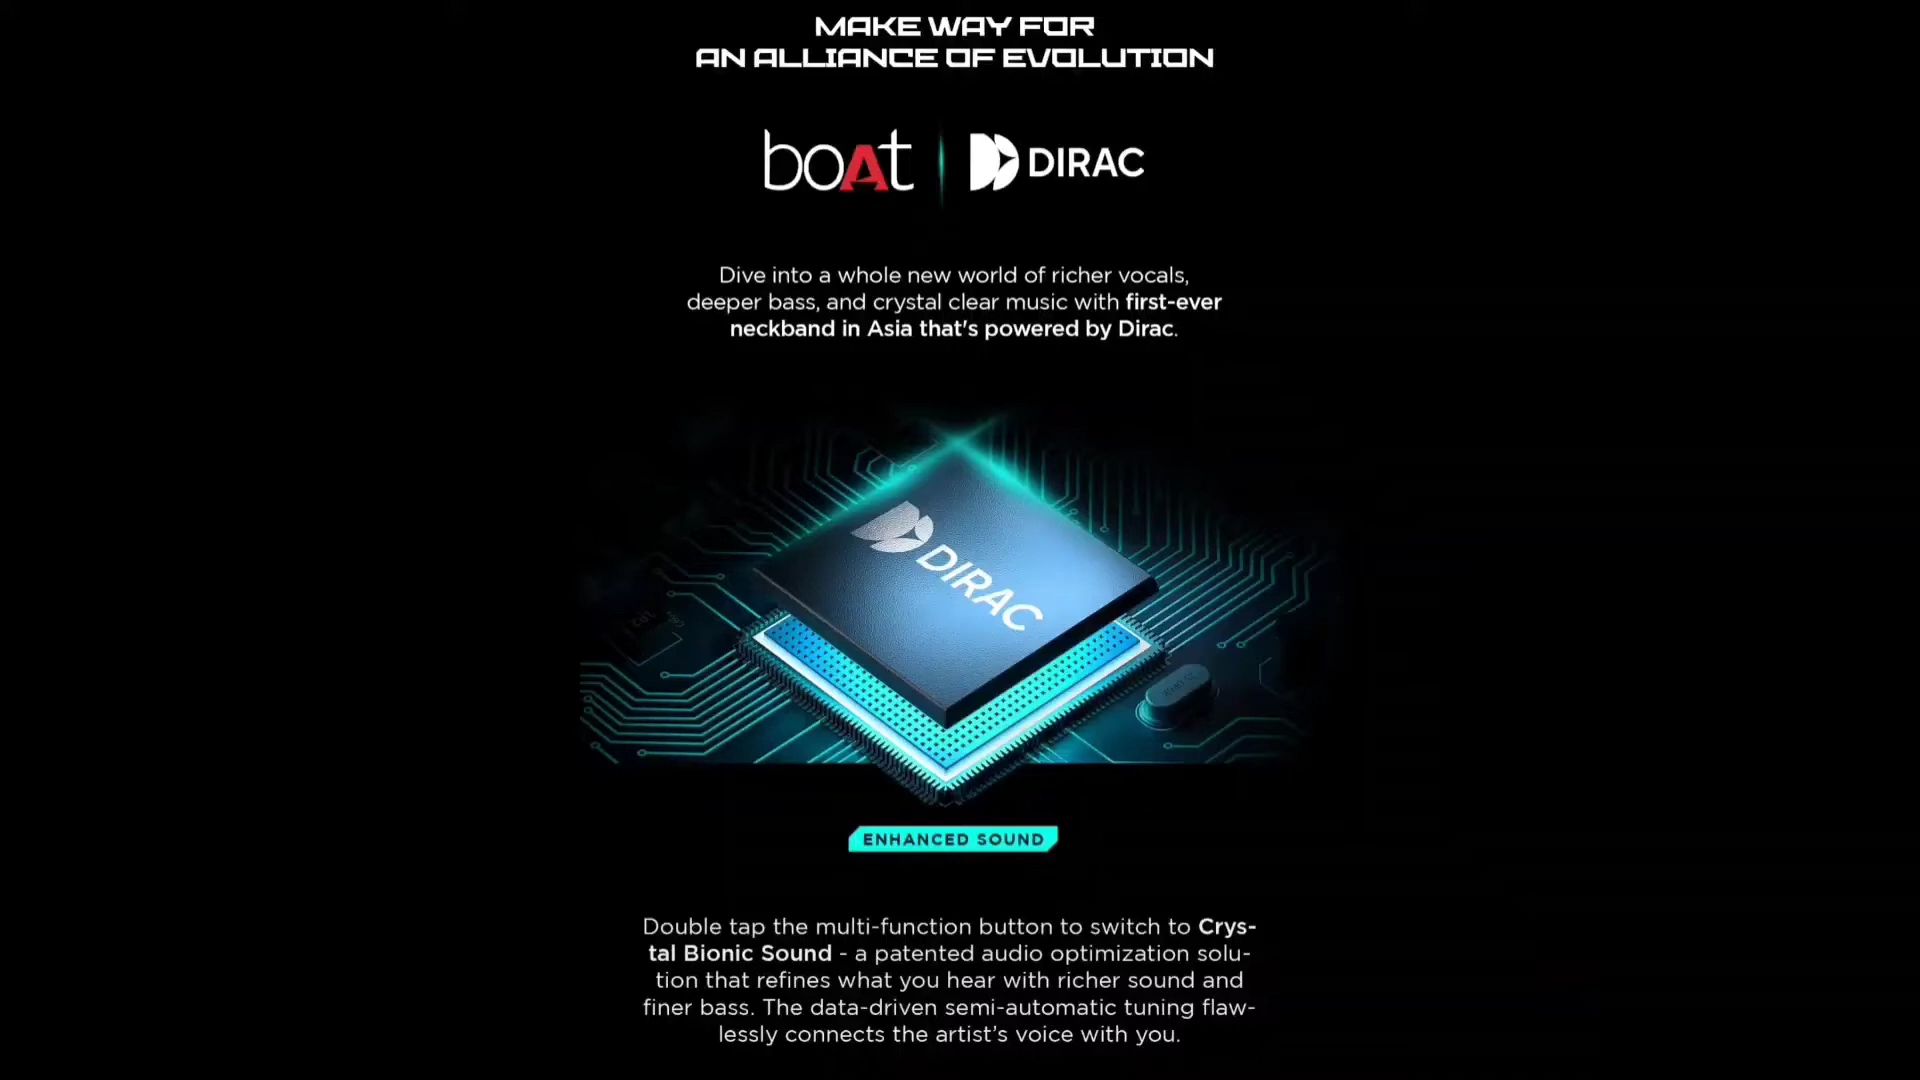 MAKE WAY FOR
AN ALLIANCE OF EVOLUTION
boAt DIRAC
Dive into a whole new world of richer vocals,
deeper bass, and crystal clear music with first-ever
neckband in Asia that's powered by Dirac.
DIRAC
ENHANCED SOUND
Double tap the multi-function button to switch to Crys-
tal Bionic Sound - a patented audio optimization solu-
tion that refines what you hear with richer sound and
finer bass. The data-driven semi-automatic tuning flaw-
lessly connects the artist’s voice with you.